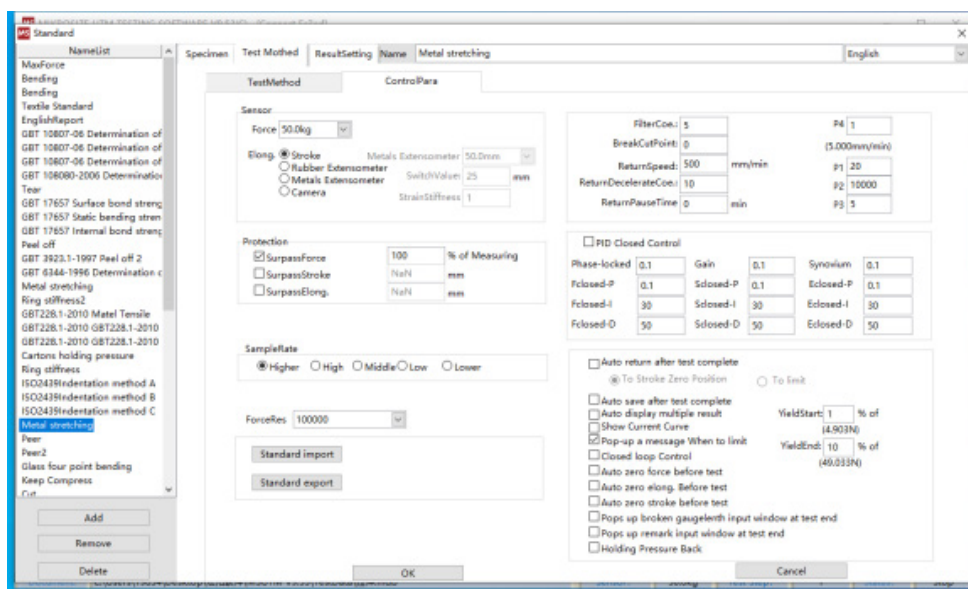 MS Standard
NameList
MaxForce
Bending
Bending
Textile Standard
EnglishReport
GBT 10807-06 Determination of
GBT 10807-06 Determination of
GBT 10807-06 Determination of
GBT 108080-2006 Determination
Tear
GBT 17657 Surface bond streng
GBT 17657 Static bending stren
GBT 17657 Internal bond streng
Peel off
GBT 3923.1-1997 Peel off 2
GBT 6344-1996 Determination c
Metal stretching
Ring stiffness2
GBT228.1-2010 Matel Tensile
GBT228.1-2010 GBT228.1-2010
GBT228.1-2010 GBT228.1-2010
Cartons holding pressure
Ring stiffness
ISO2439Indentation method A
ISO2439Indentation method B
ISO2439Indentation method C
Metal stretching
Peer
Peer2
Glass four point bending
Keep Compress
Cut
Add
Remove
Delete
Specimen Test Mothed ResultSetting Name Metal stretching English
TestMethod ControlPara
Sensor
Force 50.0kg
Elong. Stroke Metals Extensometer 50.0mm
Rubber Extensometer
Metals Extensometer SwitchValue: 25 mm
Camera StrainStiffness 1
Protection
SurpassForce 100 % of Measuring
SurpassStroke NaN mm
SurpassElong. NaN mm
SampleRate
Higher High Middle Low Lower
ForceRes 100000
Standard import
Standard export
OK
FilterCoe.: 5 P4 1
BreakCutPoint: 0 (5.000mm/min)
ReturnSpeed: 500 mm/min P1 20
ReturnDecelerateCoe.: 10 P2 10000
ReturnPauseTime 0 min P3 5
PID Closed Control
Phase-locked 0.1 Gain 0.1 Synovium 0.1
Fclosed-P 0.1 Sclosed-P 0.1 Eclosed-P 0.1
Fclosed-I 30 Sclosed-I 30 Eclosed-I 30
Fclosed-D 50 Sclosed-D 50 Eclosed-D 50
Auto return after test complete
To Stroke Zero Position To limit
Auto save after test complete
Auto display multiple result YieldStart: 1 % of
Show Current Curve (4.903N)
Pop-up a message When to limit YieldEnd: 10 % of
Closed loop Control (49.033N)
Auto zero force before test
Auto zero elong. Before test
Auto zero stroke before test
Pops up broken gaugelenth input window at test end
Pops up remark input window at test end
Holding Pressure Back
Cancel